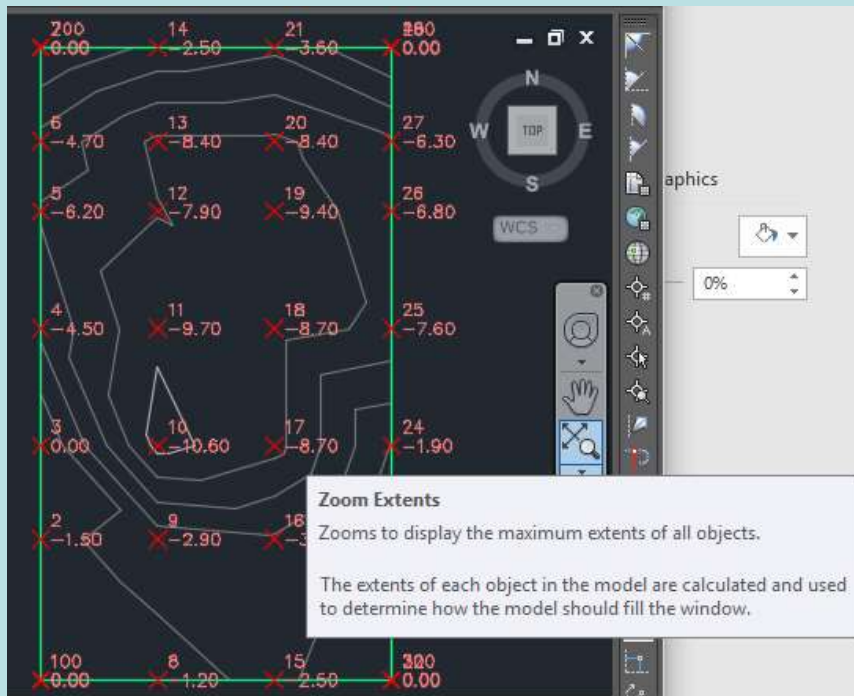 200 14 21
0.00 -2.50 -3.60 0.00
6 13 20 27
-4.70 -8.40 -8.40 -6.30
5 12 19 26
-6.20 -7.90 -9.40 -6.80
4 11 18 25
-4.50 -9.70 -8.70 -7.60
3 10 17 24
0.00 -10.60 -8.70 -1.90
2 9 16
-1.50 -2.90
100 8 15
0.00 -1.20 -2.50 0.00
N
W TOP E
S
WCS
aphics
0%
Zoom Extents
Zooms to display the maximum extents of all objects.
The extents of each object in the model are calculated and used
to determine how the model should fill the window.